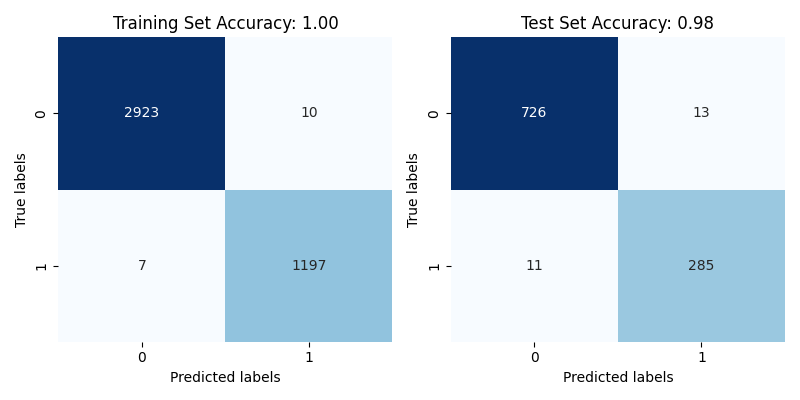 Training Set Accuracy: 1.00
0
2923
10
True labels
1
7
1197
0
1
Predicted labels
Test Set Accuracy: 0.98
0
726
13
True labels
1
11
285
0
1
Predicted labels